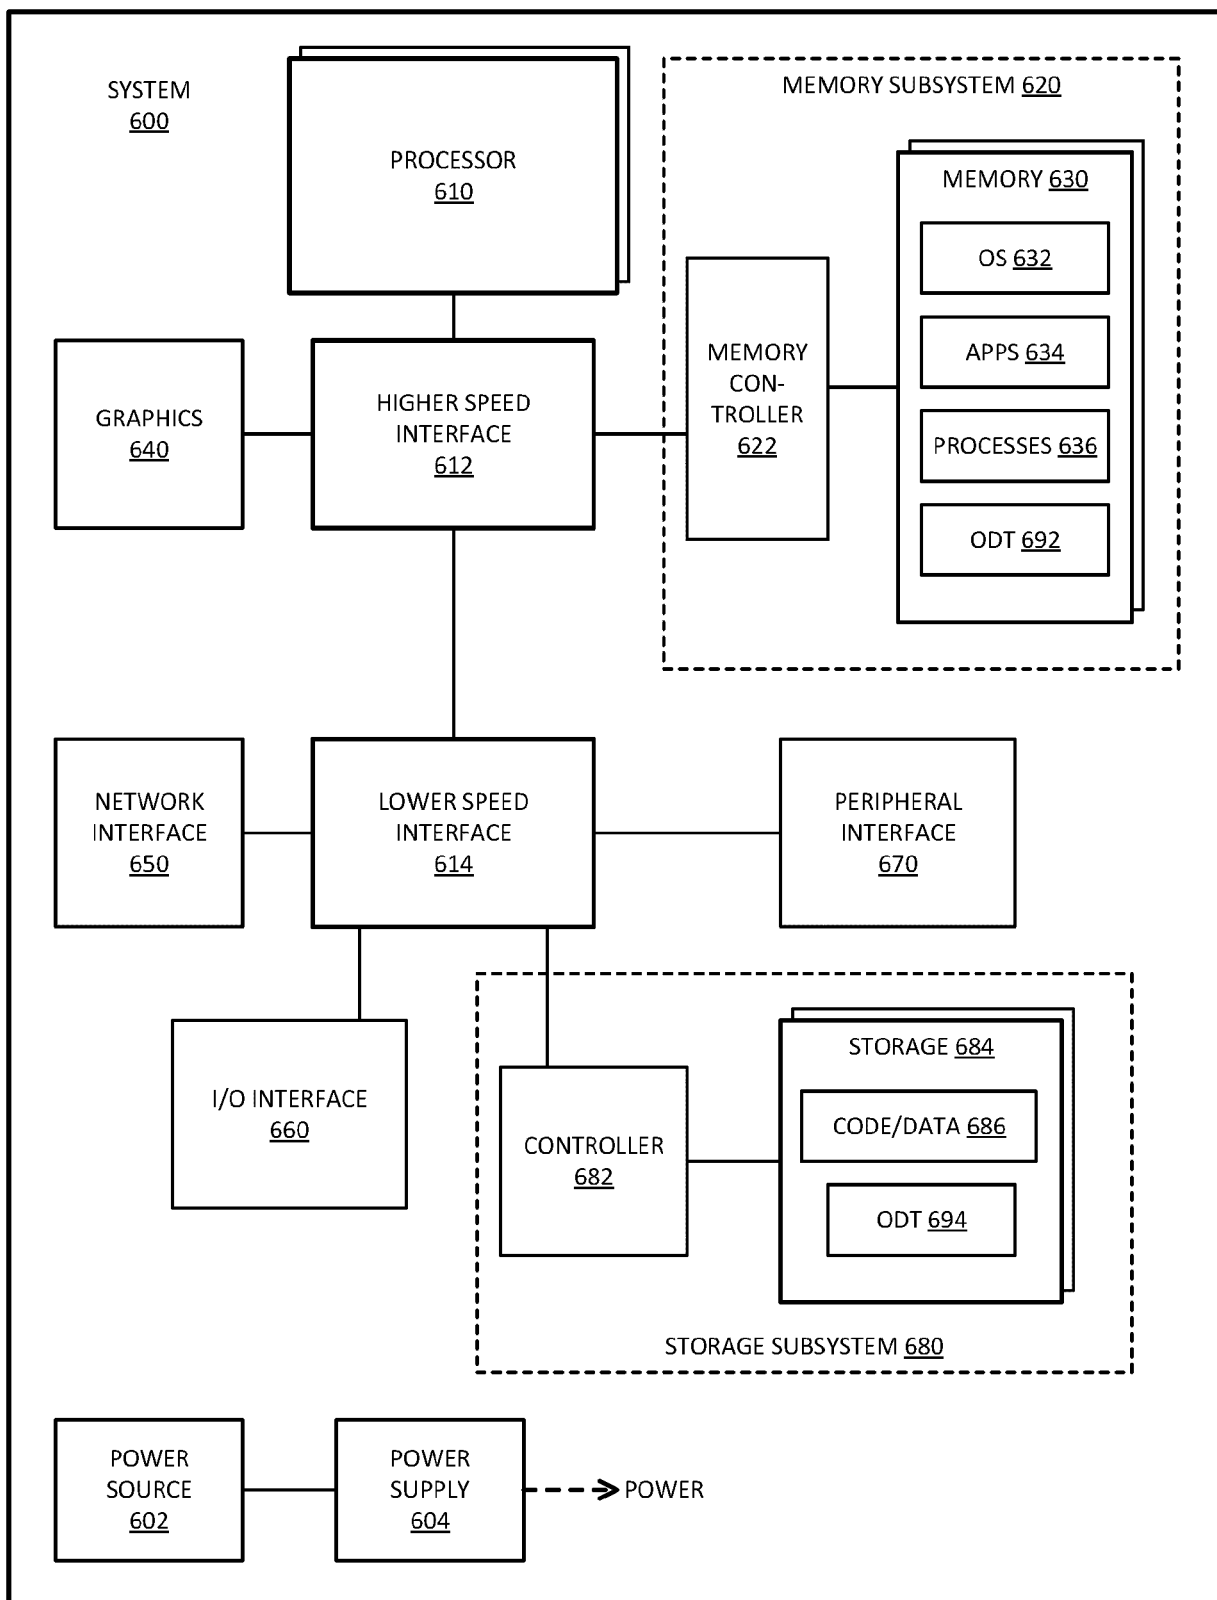 SYSTEM
600
PROCESSOR
610
MEMORY SUBSYSTEM 620
MEMORY 630
OS 632
APPS 634
PROCESSES 636
ODT 692
MEMORY
CON-
TROLLER
622
GRAPHICS
640
HIGHER SPEED
INTERFACE
612
NETWORK
INTERFACE
650
LOWER SPEED
INTERFACE
614
PERIPHERAL
INTERFACE
670
I/O INTERFACE
660
CONTROLLER
682
STORAGE 684
CODE/DATA 686
ODT 694
STORAGE SUBSYSTEM 680
POWER
SOURCE
602
POWER
SUPPLY
604
POWER